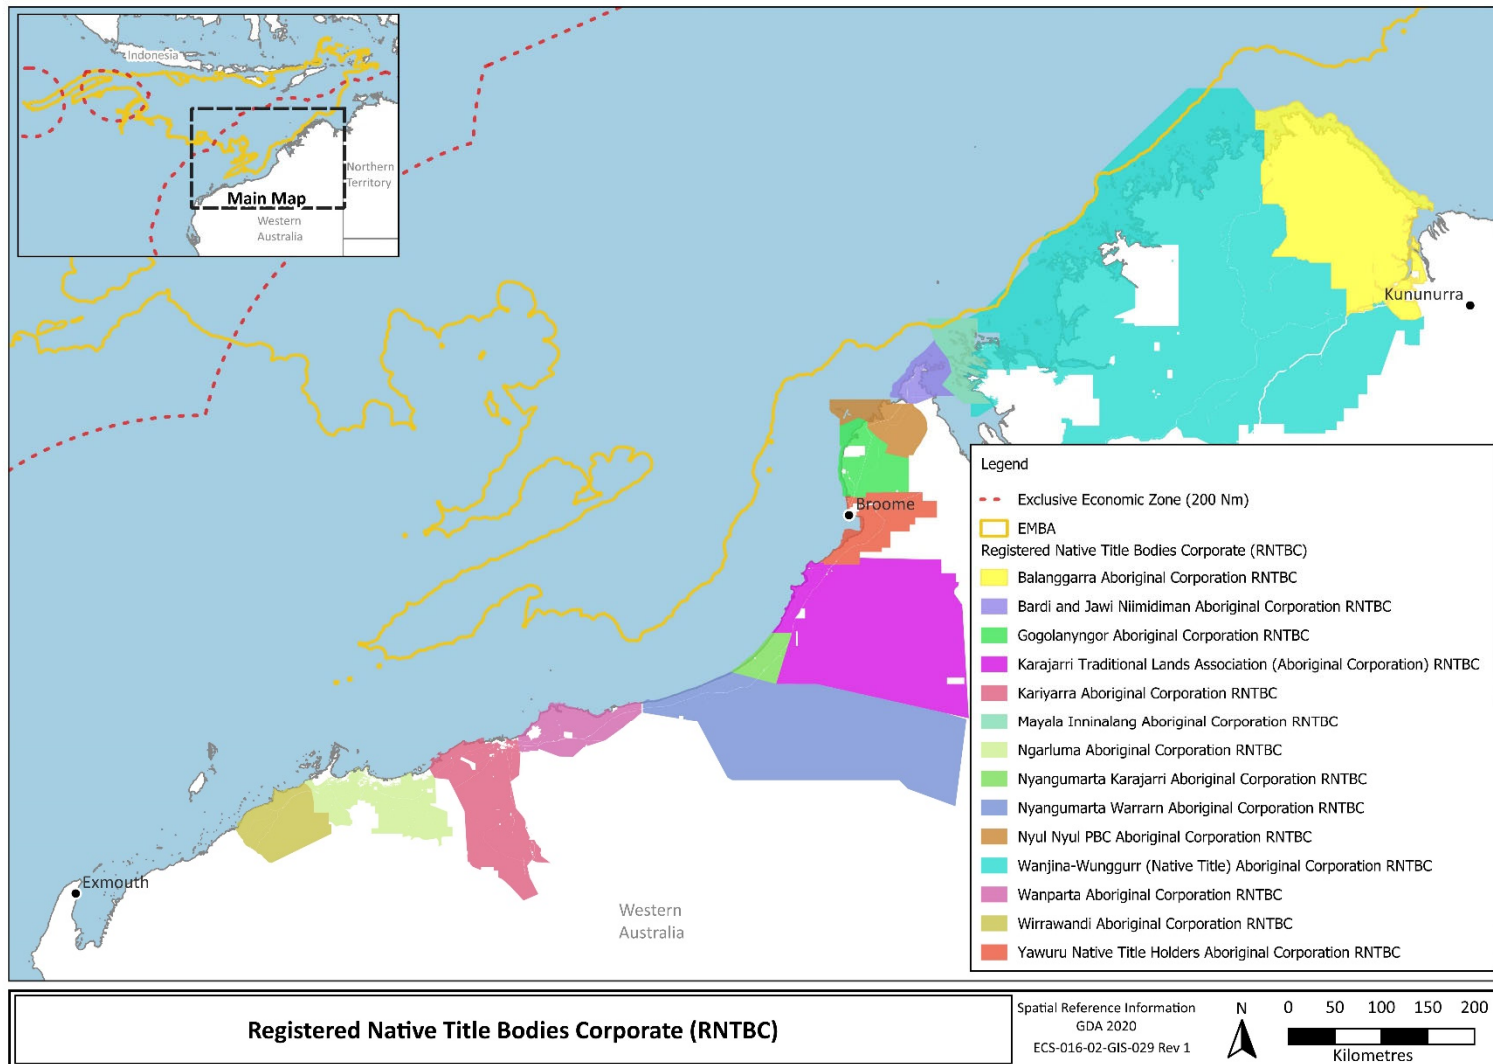 Indonesia
Northern
Territory
Main Map
Western
Australia
Kununurra
Broome
Exmouth
Western
Australia
Legend
Exclusive Economic Zone (200 Nm)
EMBA
Registered Native Title Bodies Corporate (RNTBC)
Balanggarra Aboriginal Corporation RNTBC
Bardi and Jawi Niimidiman Aboriginal Corporation RNTBC
Gogolanyngor Aboriginal Corporation RNTBC
Karajarri Traditional Lands Association (Aboriginal Corporation) RNTBC
Kariyarra Aboriginal Corporation RNTBC
Mayala Inninalang Aboriginal Corporation RNTBC
Ngarluma Aboriginal Corporation RNTBC
Nyangumarta Karajarri Aboriginal Corporation RNTBC
Nyangumarta Warrarn Aboriginal Corporation RNTBC
Nyul Nyul PBC Aboriginal Corporation RNTBC
Wanjina-Wunggurr (Native Title) Aboriginal Corporation RNTBC
Wanparta Aboriginal Corporation RNTBC
Wirrawandi Aboriginal Corporation RNTBC
Yawuru Native Title Holders Aboriginal Corporation RNTBC
Registered Native Title Bodies Corporate (RNTBC)
Spatial Reference Information
GDA 2020
ECS-016-02-GIS-029 Rev 1
N
0 50 100 150 200
Kilometres